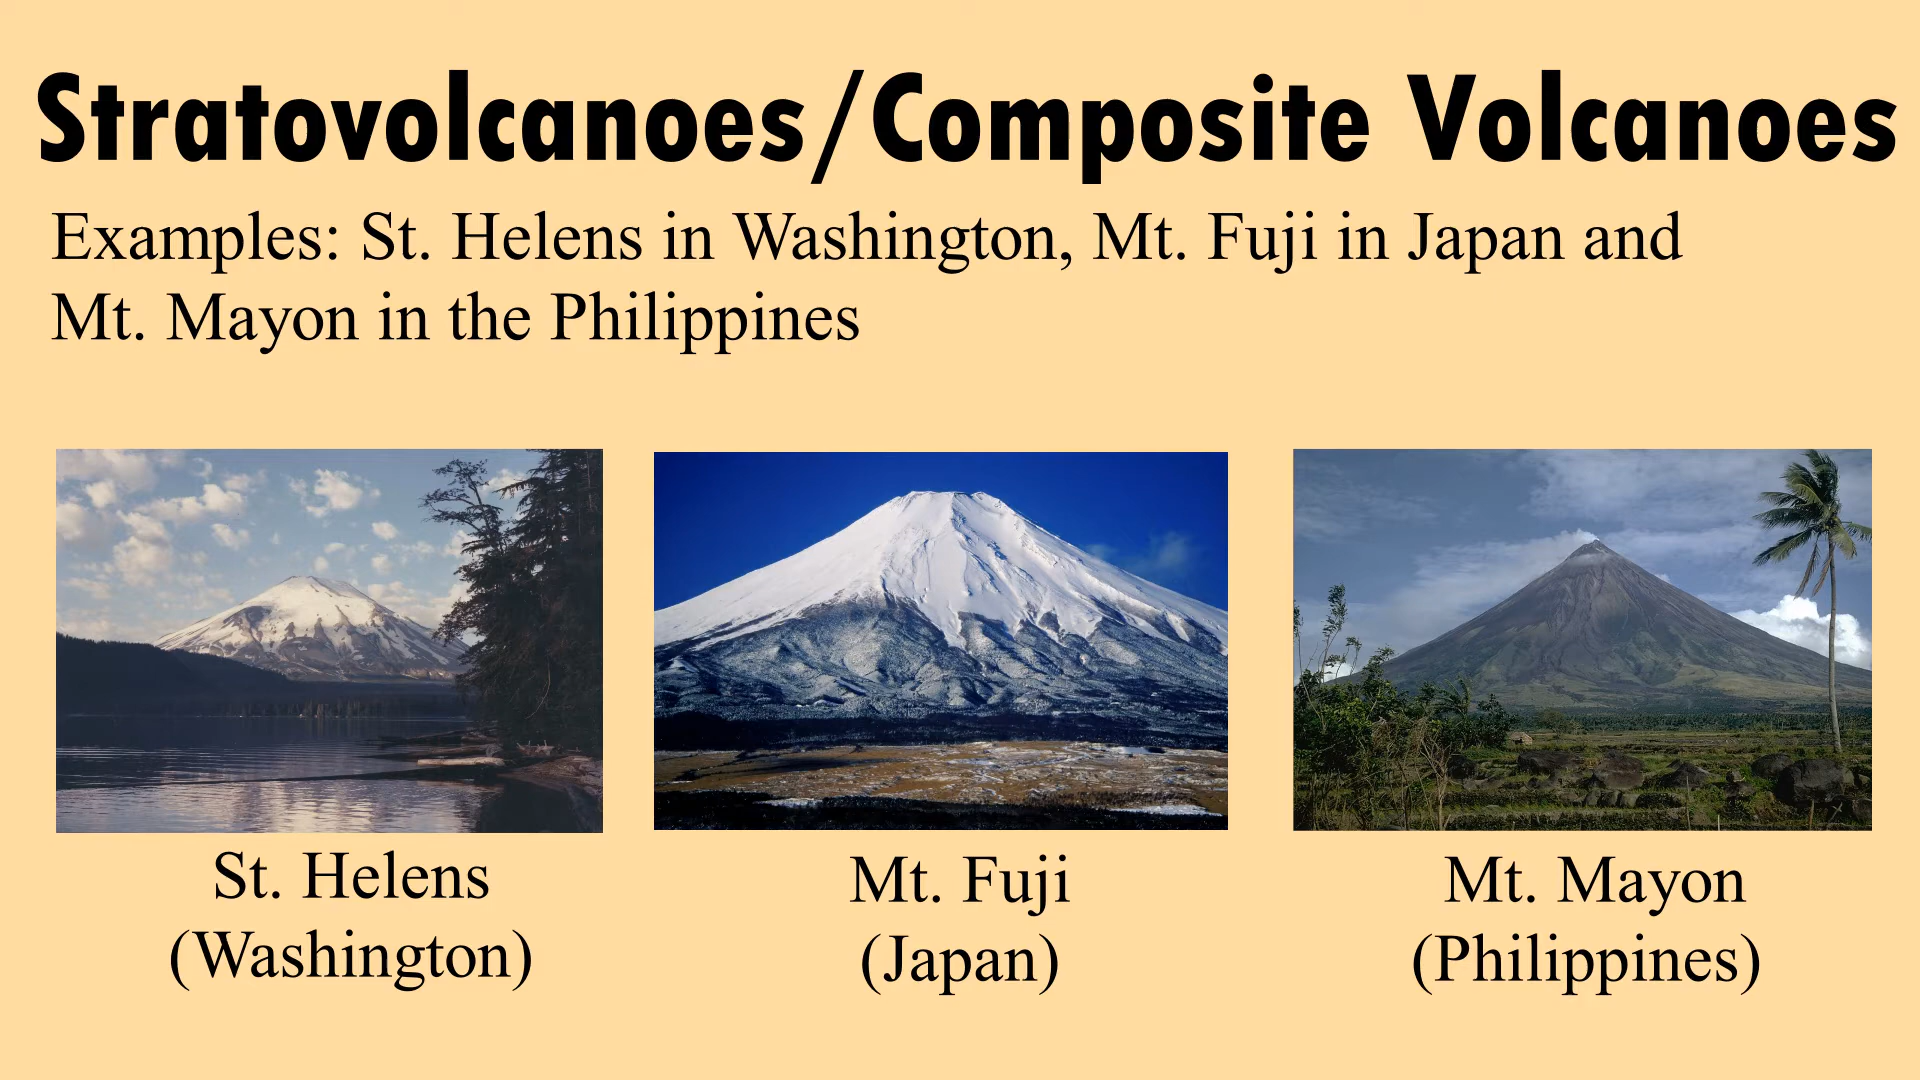 Stratovolcanoes/Composite Volcanoes
Examples: St. Helens in Washington, Mt. Fuji in Japan and
Mt. Mayon in the Philippines
St. Helens
(Washington)
Mt. Fuji
(Japan)
Mt. Mayon
(Philippines)